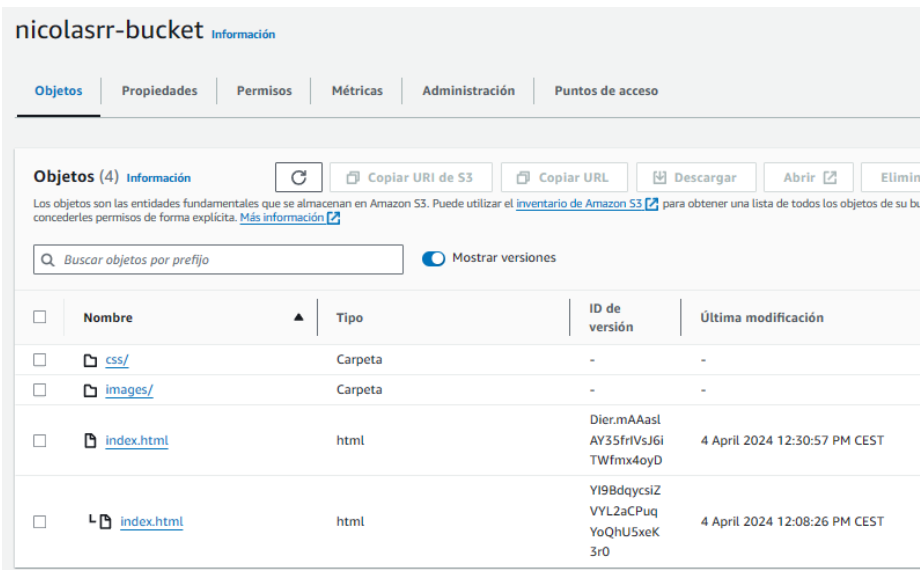 nicolasrr-bucket Información
Objetos Propiedades Permisos Métricas Administración Puntos de acceso
Objetos (4) Información Copiar URI de S3 Copiar URL Descargar Abrir Elimin
Los objetos son las entidades fundamentales que se almacenan en Amazon S3. Puede utilizar el inventario de Amazon S3 para obtener una lista de todos los objetos de su bu
concederles permisos de forma explícita. Más información
Buscar objetos por prefijo Mostrar versiones
Nombre Tipo ID de versión Última modificación
css/ Carpeta - -
images/ Carpeta - -
Dier.mAAasl
index.html html AY35frIVsJ6i 4 April 2024 12:30:57 PM CEST
TWfmx4oyD
YI9BdqycsiZ
VYL2aCPuq
index.html html YoQhU5xeK 4 April 2024 12:08:26 PM CEST
3r0